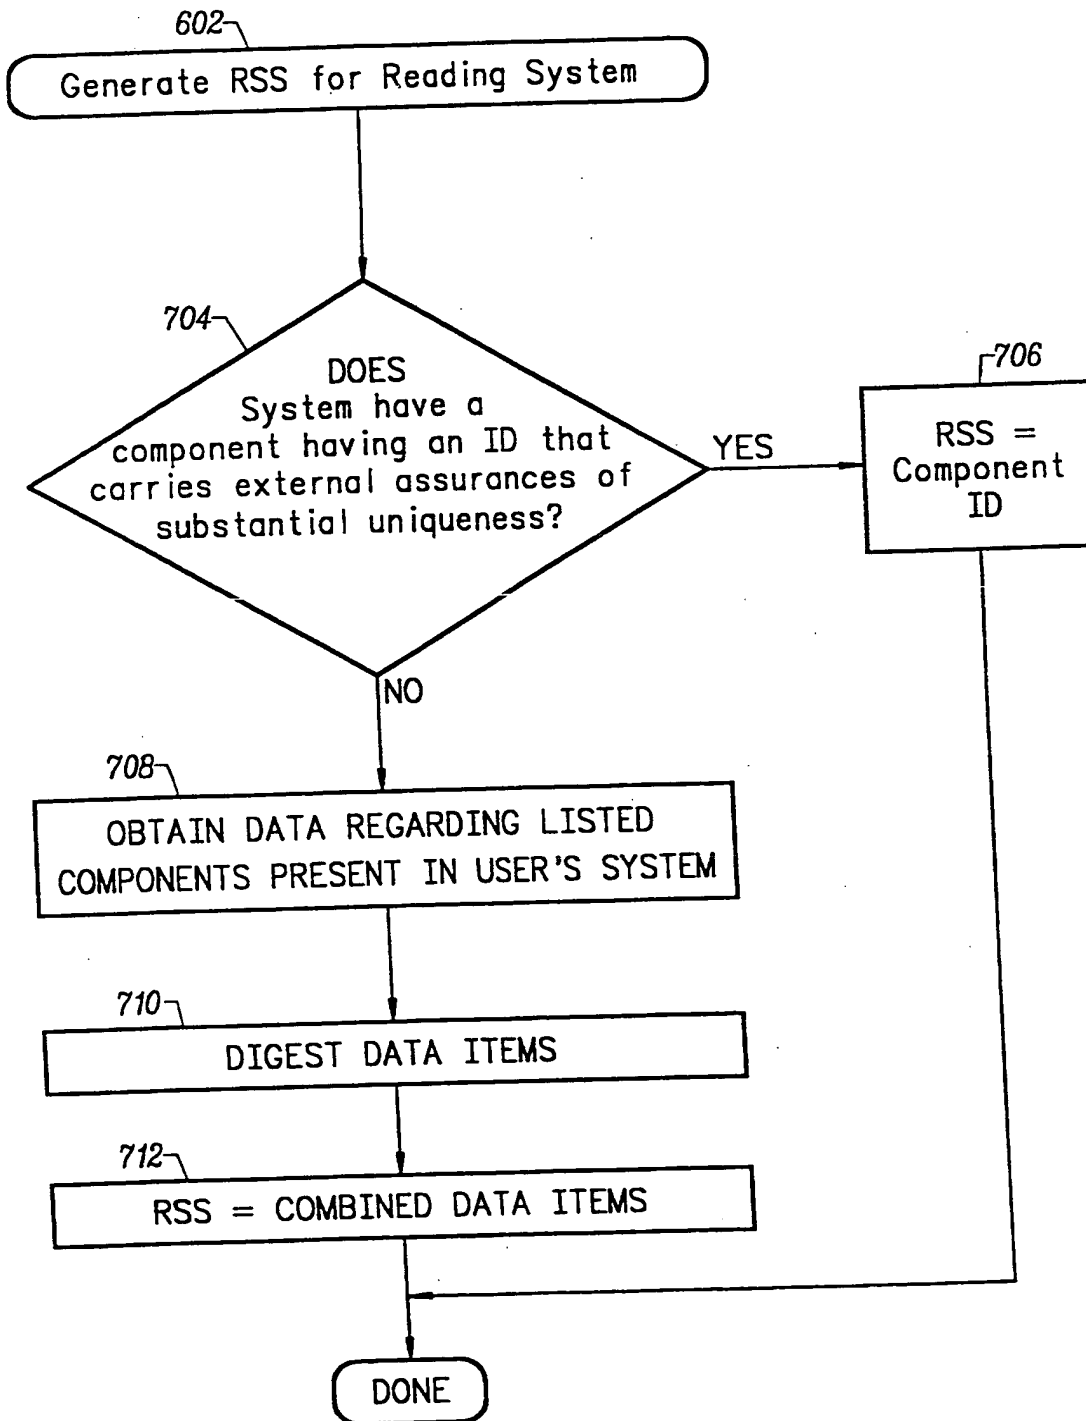 602
Generate RSS for Reading System
704
DOES
System have a
component having an ID that
carries external assurances of
substantial uniqueness?
YES
706
RSS =
Component
ID
NO
708
OBTAIN DATA REGARDING LISTED
COMPONENTS PRESENT IN USER'S SYSTEM
710
DIGEST DATA ITEMS
712
RSS = COMBINED DATA ITEMS
DONE